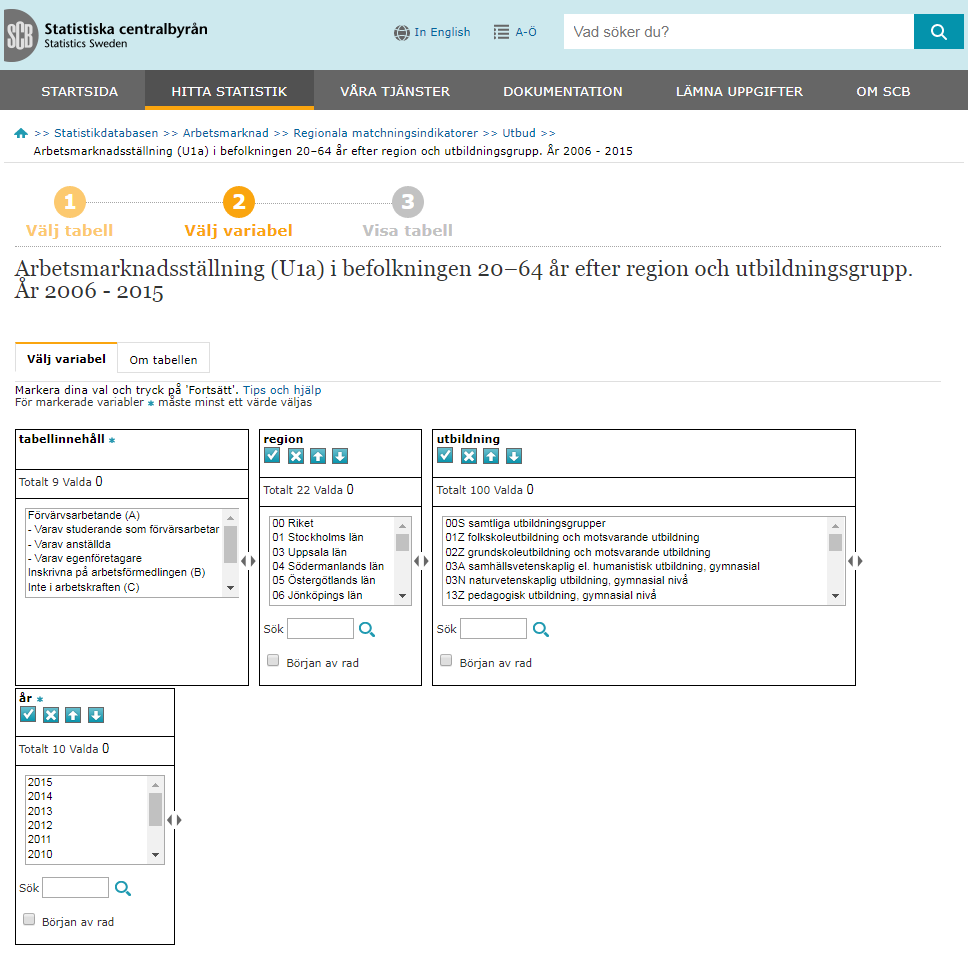 SCB
Statistiska centralbyrån
Statistics Sweden
In English
A-Ö
Vad söker du?
STARTSIDA
HITTA STATISTIK
VÅRA TJÄNSTER
DOKUMENTATION
LÄMNA UPPGIFTER
OM SCB
>> Statistikdatabasen >> Arbetsmarknad >> Regionala matchningsindikatorer >> Utbud >>
Arbetsmarknadsställning (U1a) i befolkningen 20–64 år efter region och utbildningsgrupp. År 2006 - 2015
1
2
3
Välj tabell
Välj variabel
Visa tabell
Arbetsmarknadsställning (U1a) i befolkningen 20–64 år efter region och utbildningsgrupp.
År 2006 - 2015
Välj variabel
Om tabellen
Markera dina val och tryck på 'Fortsätt'. Tips och hjälp
För markerade variabler * måste minst ett värde väljas
tabellinnehåll *
Totalt 9 Valda 0
Förvärvsarbetande (A)
- Varav studerande som förvärsarbetar
- Varav anställda
- Varav egenföretagare
Inskrivna på arbetsförmedlingen (B)
Inte i arbetskraften (C)
region
Totalt 22 Valda 0
00 Riket
01 Stockholms län
03 Uppsala län
04 Södermanlands län
05 Östergötlands län
06 Jönköpings län
Sök
Början av rad
utbildning
Totalt 100 Valda 0
00S samtliga utbildningsgrupper
01Z folkskoleutbildning och motsvarande utbildning
02Z grundskoleutbildning och motsvarande utbildning
03A samhällsvetenskaplig el. humanistisk utbildning, gymnasial
03N naturvetenskaplig utbildning, gymnasial nivå
13Z pedagogisk utbildning, gymnasial nivå
Sök
Början av rad
år *
Totalt 10 Valda 0
2015
2014
2013
2012
2011
2010
Sök
Början av rad